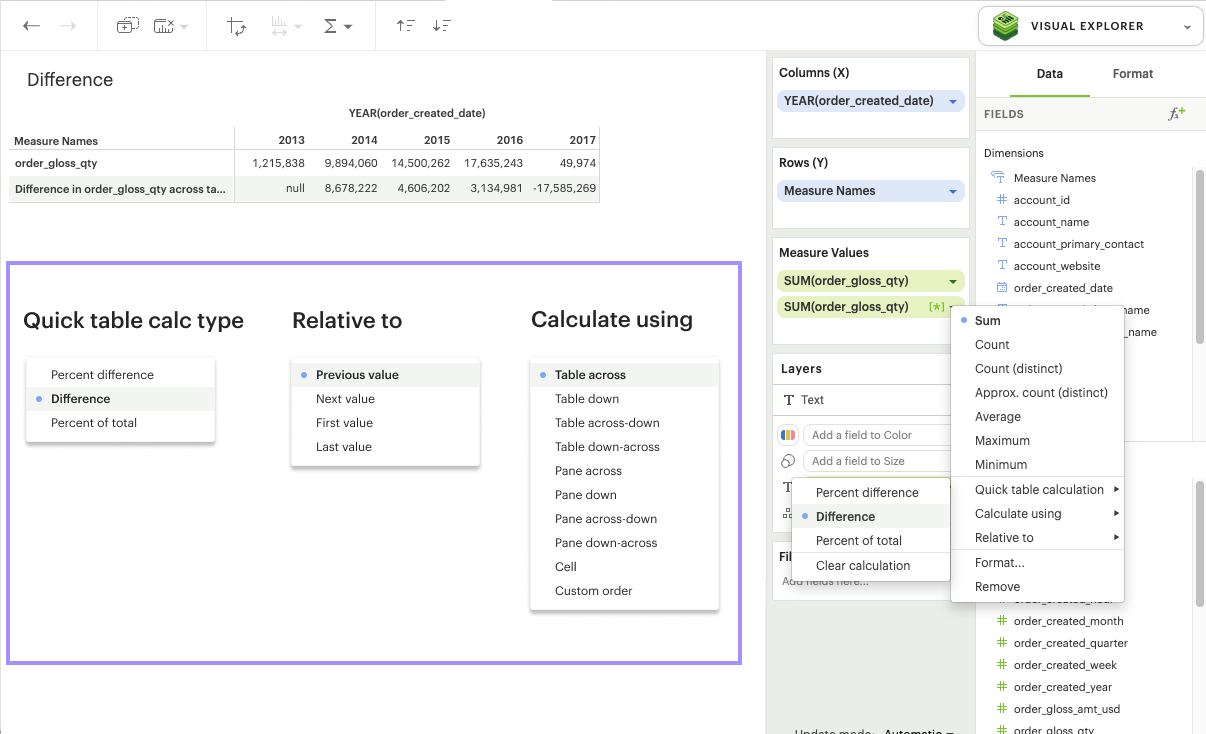 VISUAL EXPLORER
Difference
YEAR(order_created_date)
Measure Names 2013 2014 2015 2016 2017
order_gloss_qty 1,215,838 9,894,060 14,500,262 17,635,243 49,974
Difference in order_gloss_qty across ta... null 8,678,222 4,606,202 3,134,981 -17,585,269
Quick table calc type
Percent difference
Difference
Percent of total
Relative to
Previous value
Next value
First value
Last value
Calculate using
Table across
Table down
Table across-down
Table down-across
Pane across
Pane down
Pane across-down
Pane down-across
Cell
Custom order
Columns (X)
YEAR(order_created_date)
Rows (Y)
Measure Names
Measure Values
SUM(order_gloss_qty)
SUM(order_gloss_qty) [*]
Layers
T Text
Add a field to Color
Add a field to Size
T
Percent difference
Difference
Percent of total
Clear calculation
Fil
Add fields here...
Update mode: Automatic
Sum
Count
Count (distinct)
Approx. count (distinct)
Average
Maximum
Minimum
Quick table calculation
Calculate using
Relative to
Format...
Remove
Data Format
FIELDS
Dimensions
Measure Names
account_id
account_name
account_primary_contact
account_website
order_created_date
ame
_name
order_created_hour
order_created_month
order_created_quarter
order_created_week
order_created_year
order_gloss_amt_usd
order_gloss_qty